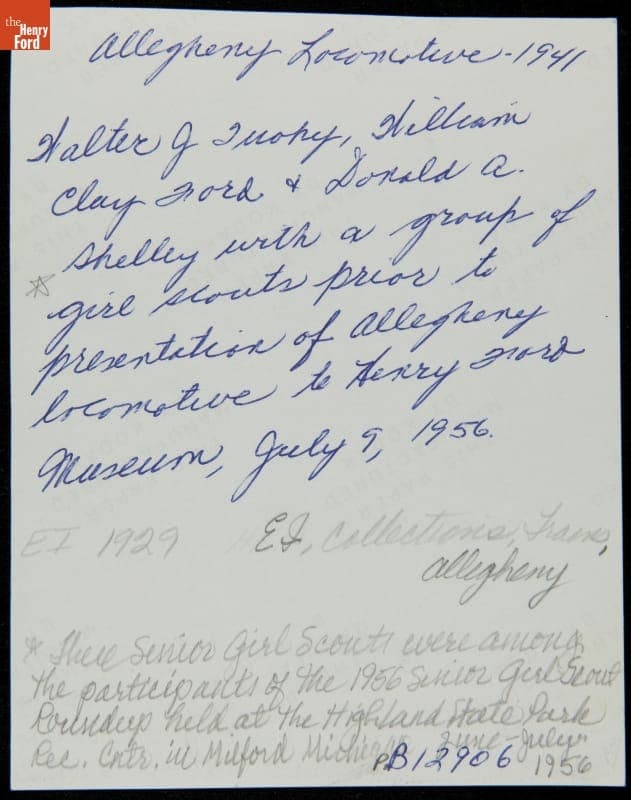 the
Henry
Ford
Allegheny Locomotive - 1941
Walter J Tuohy, William
Clay Ford & Donald A.
Shelley with a group of
girl scouts prior to
presentation of Allegheny
locomotive to Henry Ford
Museum, July 9, 1956.
EI 1929
EI, Collections, Trans,
Allegheny
* These Senior Girl Scouts were among
the participants of the 1956 Senior Girl Scout
Roundup held at the Highland State Park
Rec. Cntr. in Milford Michigan June-July
P.B12906 1956